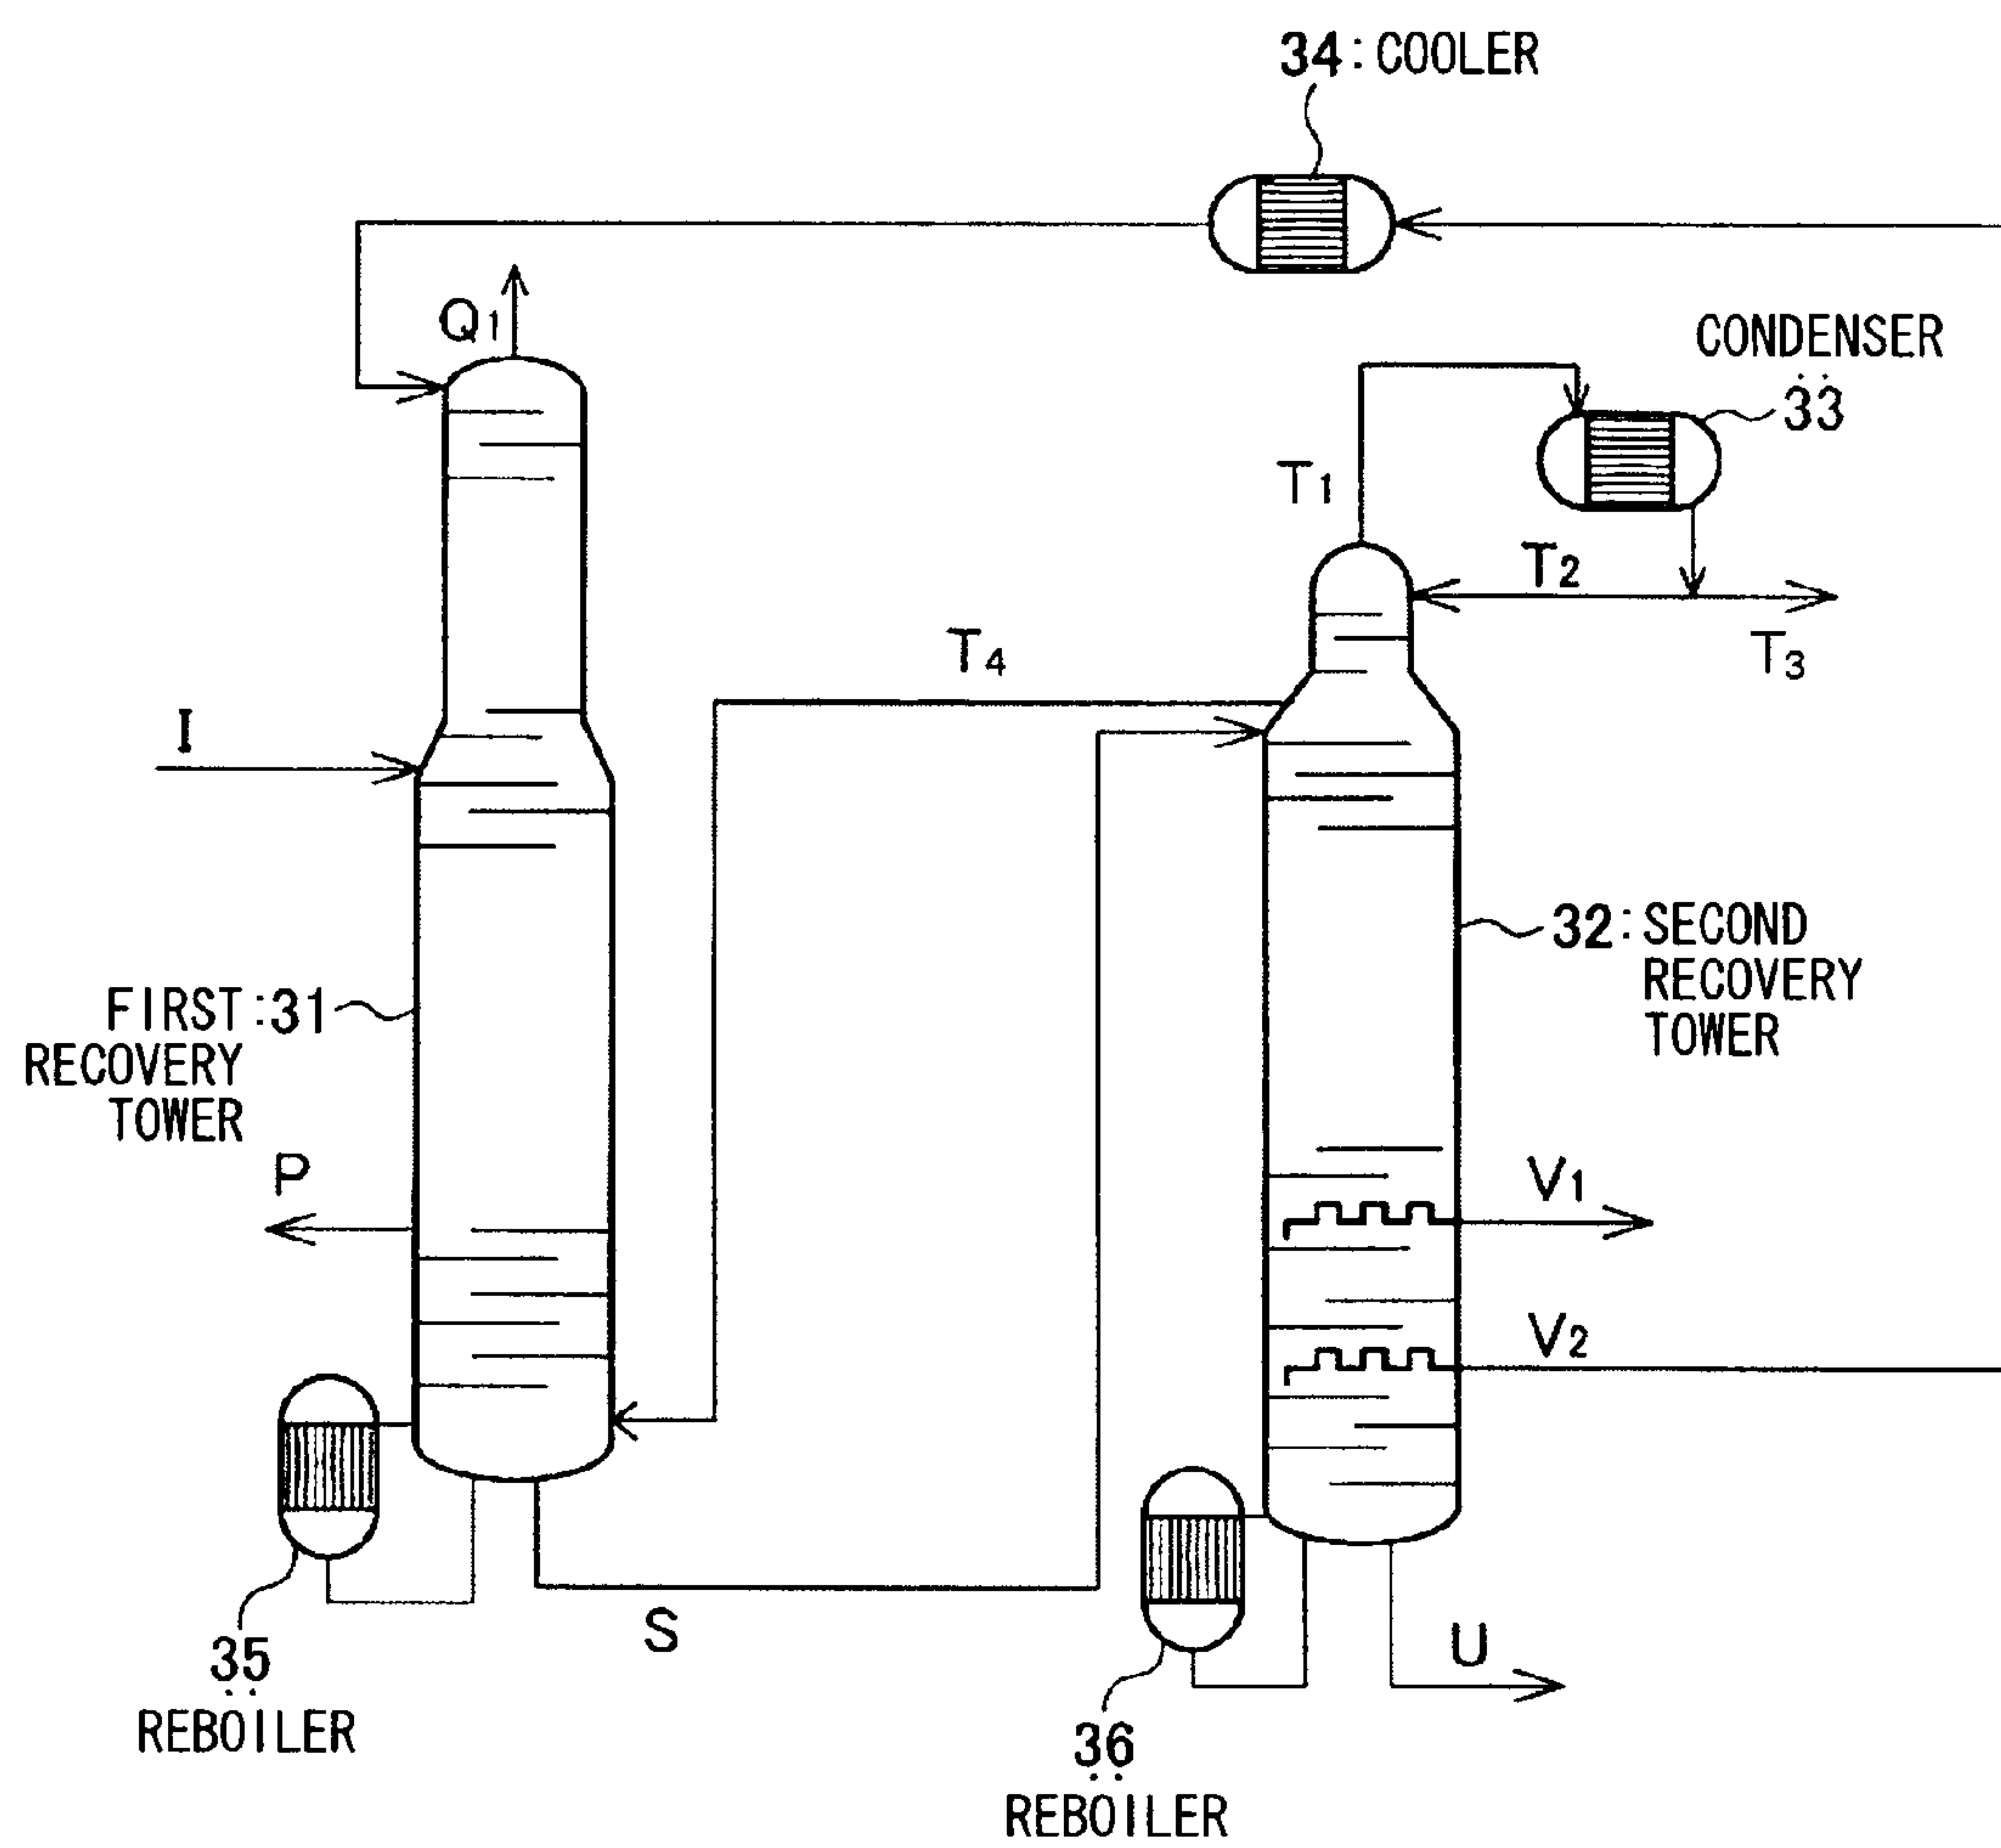 34:COOLER
Q1
CONDENSER
:
33
T1
T2
T3
T4
I
32:SECOND
RECOVERY
TOWER
FIRST:31
RECOVERY
TOWER
P
V1
V2
S
U
35
:
REBOILER
36
:
REBOILER